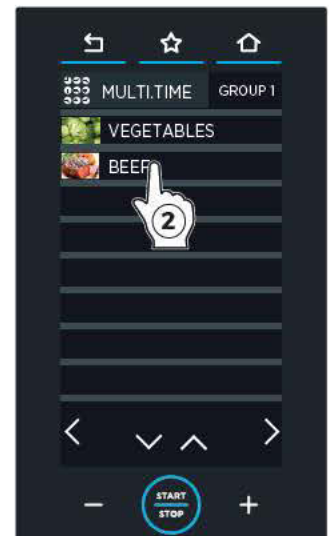 MULTI.TIME GROUP 1
VEGETABLES
BEEF
2
START
STOP